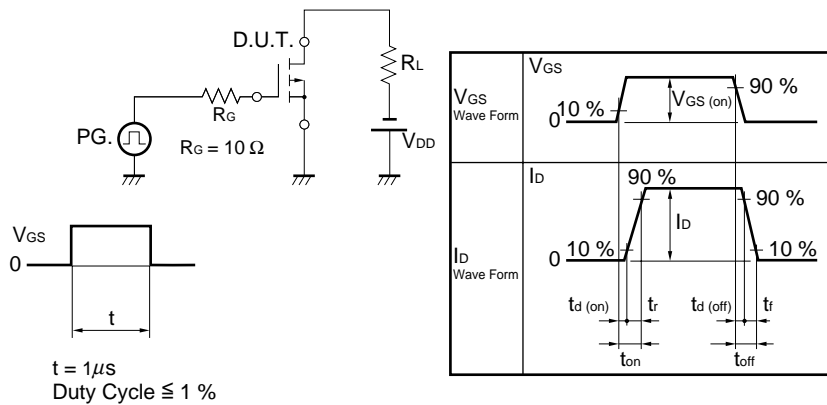 D.U.T.
RL
RG
PG.
RG = 10 Ω
VDD
VGS
0
t
t = 1μs
Duty Cycle ≦ 1 %
VGS
Wave Form
VGS
10 %
0
VGS (on)
90 %
ID
Wave Form
ID
90 %
90 %
ID
10 %
0
10 %
td (on)
tr
td (off)
tf
ton
toff